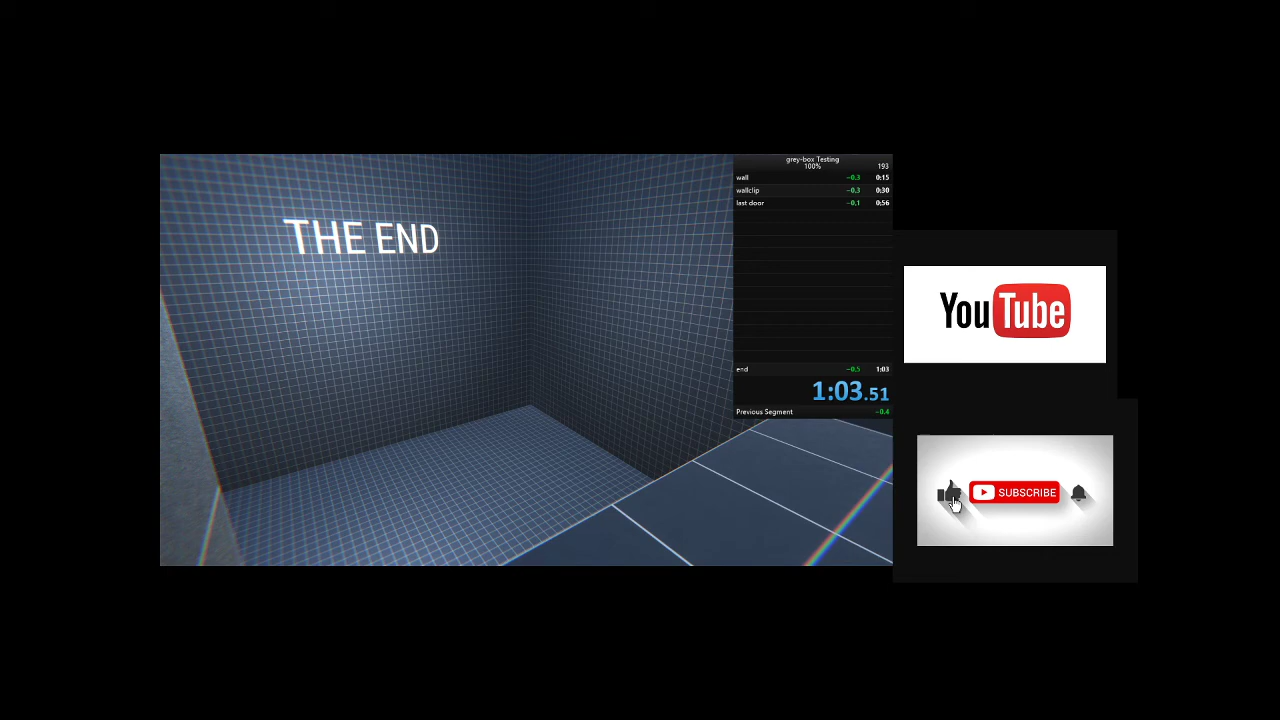 THE END
grey-box Testing
100% 193
wall −0.3 0:15
wallclip −0.3 0:30
last door −0.1 0:56
end −0.5 1:03
1:03.51
Previous Segment −0.4
YouTube
SUBSCRIBE